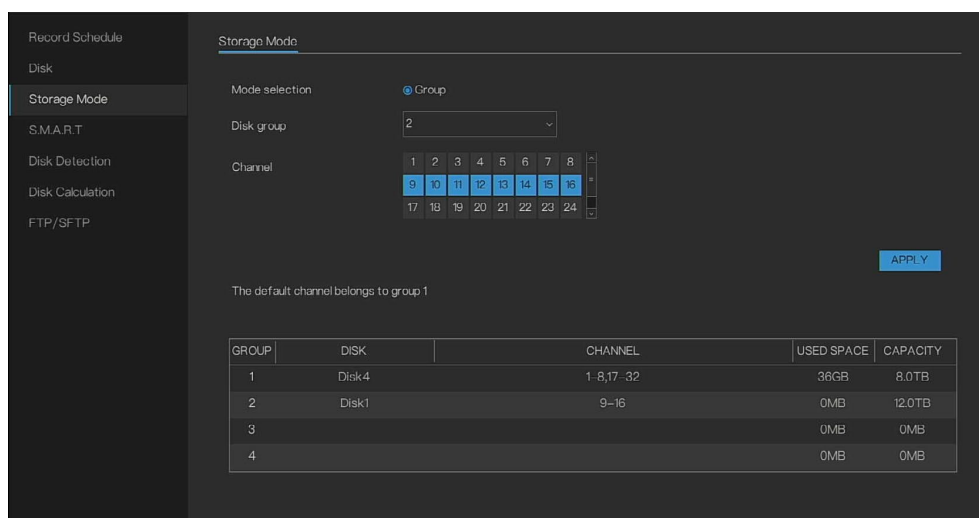 Record Schedule
Disk
Storage Mode
S.M.A.R.T
Disk Detection
Disk Calculation
FTP/SFTP
Storage Mode
Mode selection Group
Disk group 2
Channel
1 2 3 4 5 6 7 8
9 10 11 12 13 14 15 16
17 18 19 20 21 22 23 24
APPLY
The default channel belongs to group 1
GROUP DISK CHANNEL USED SPACE CAPACITY
1 Disk4 1-8,17-32 36GB 8.0TB
2 Disk1 9-16 0MB 12.0TB
3 0MB 0MB
4 0MB 0MB